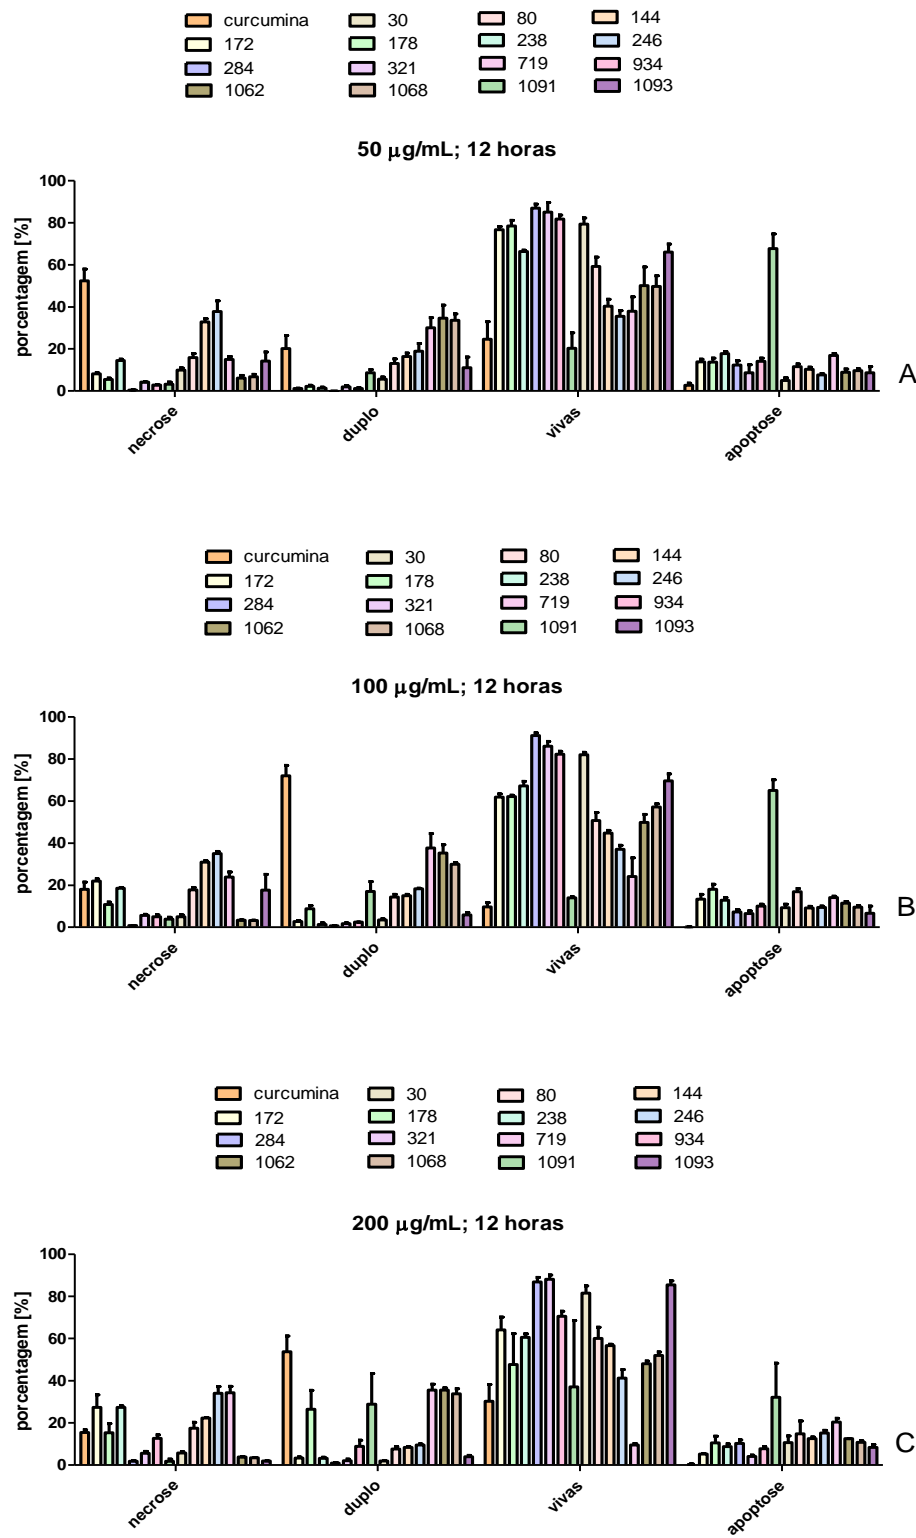 curcumina 30 80 144
172 178 238 246
284 321 719 934
1062 1068 1091 1093
50 µg/mL; 12 horas
100
80
60
40
20
0
porcentagem [%]
necrose duplo vivas apoptose
A
curcumina 30 80 144
172 178 238 246
284 321 719 934
1062 1068 1091 1093
100 µg/mL; 12 horas
100
80
60
40
20
0
porcentagem [%]
necrose duplo vivas apoptose
B
curcumina 30 80 144
172 178 238 246
284 321 719 934
1062 1068 1091 1093
200 µg/mL; 12 horas
100
80
60
40
20
0
porcentagem [%]
necrose duplo vivas apoptose
C